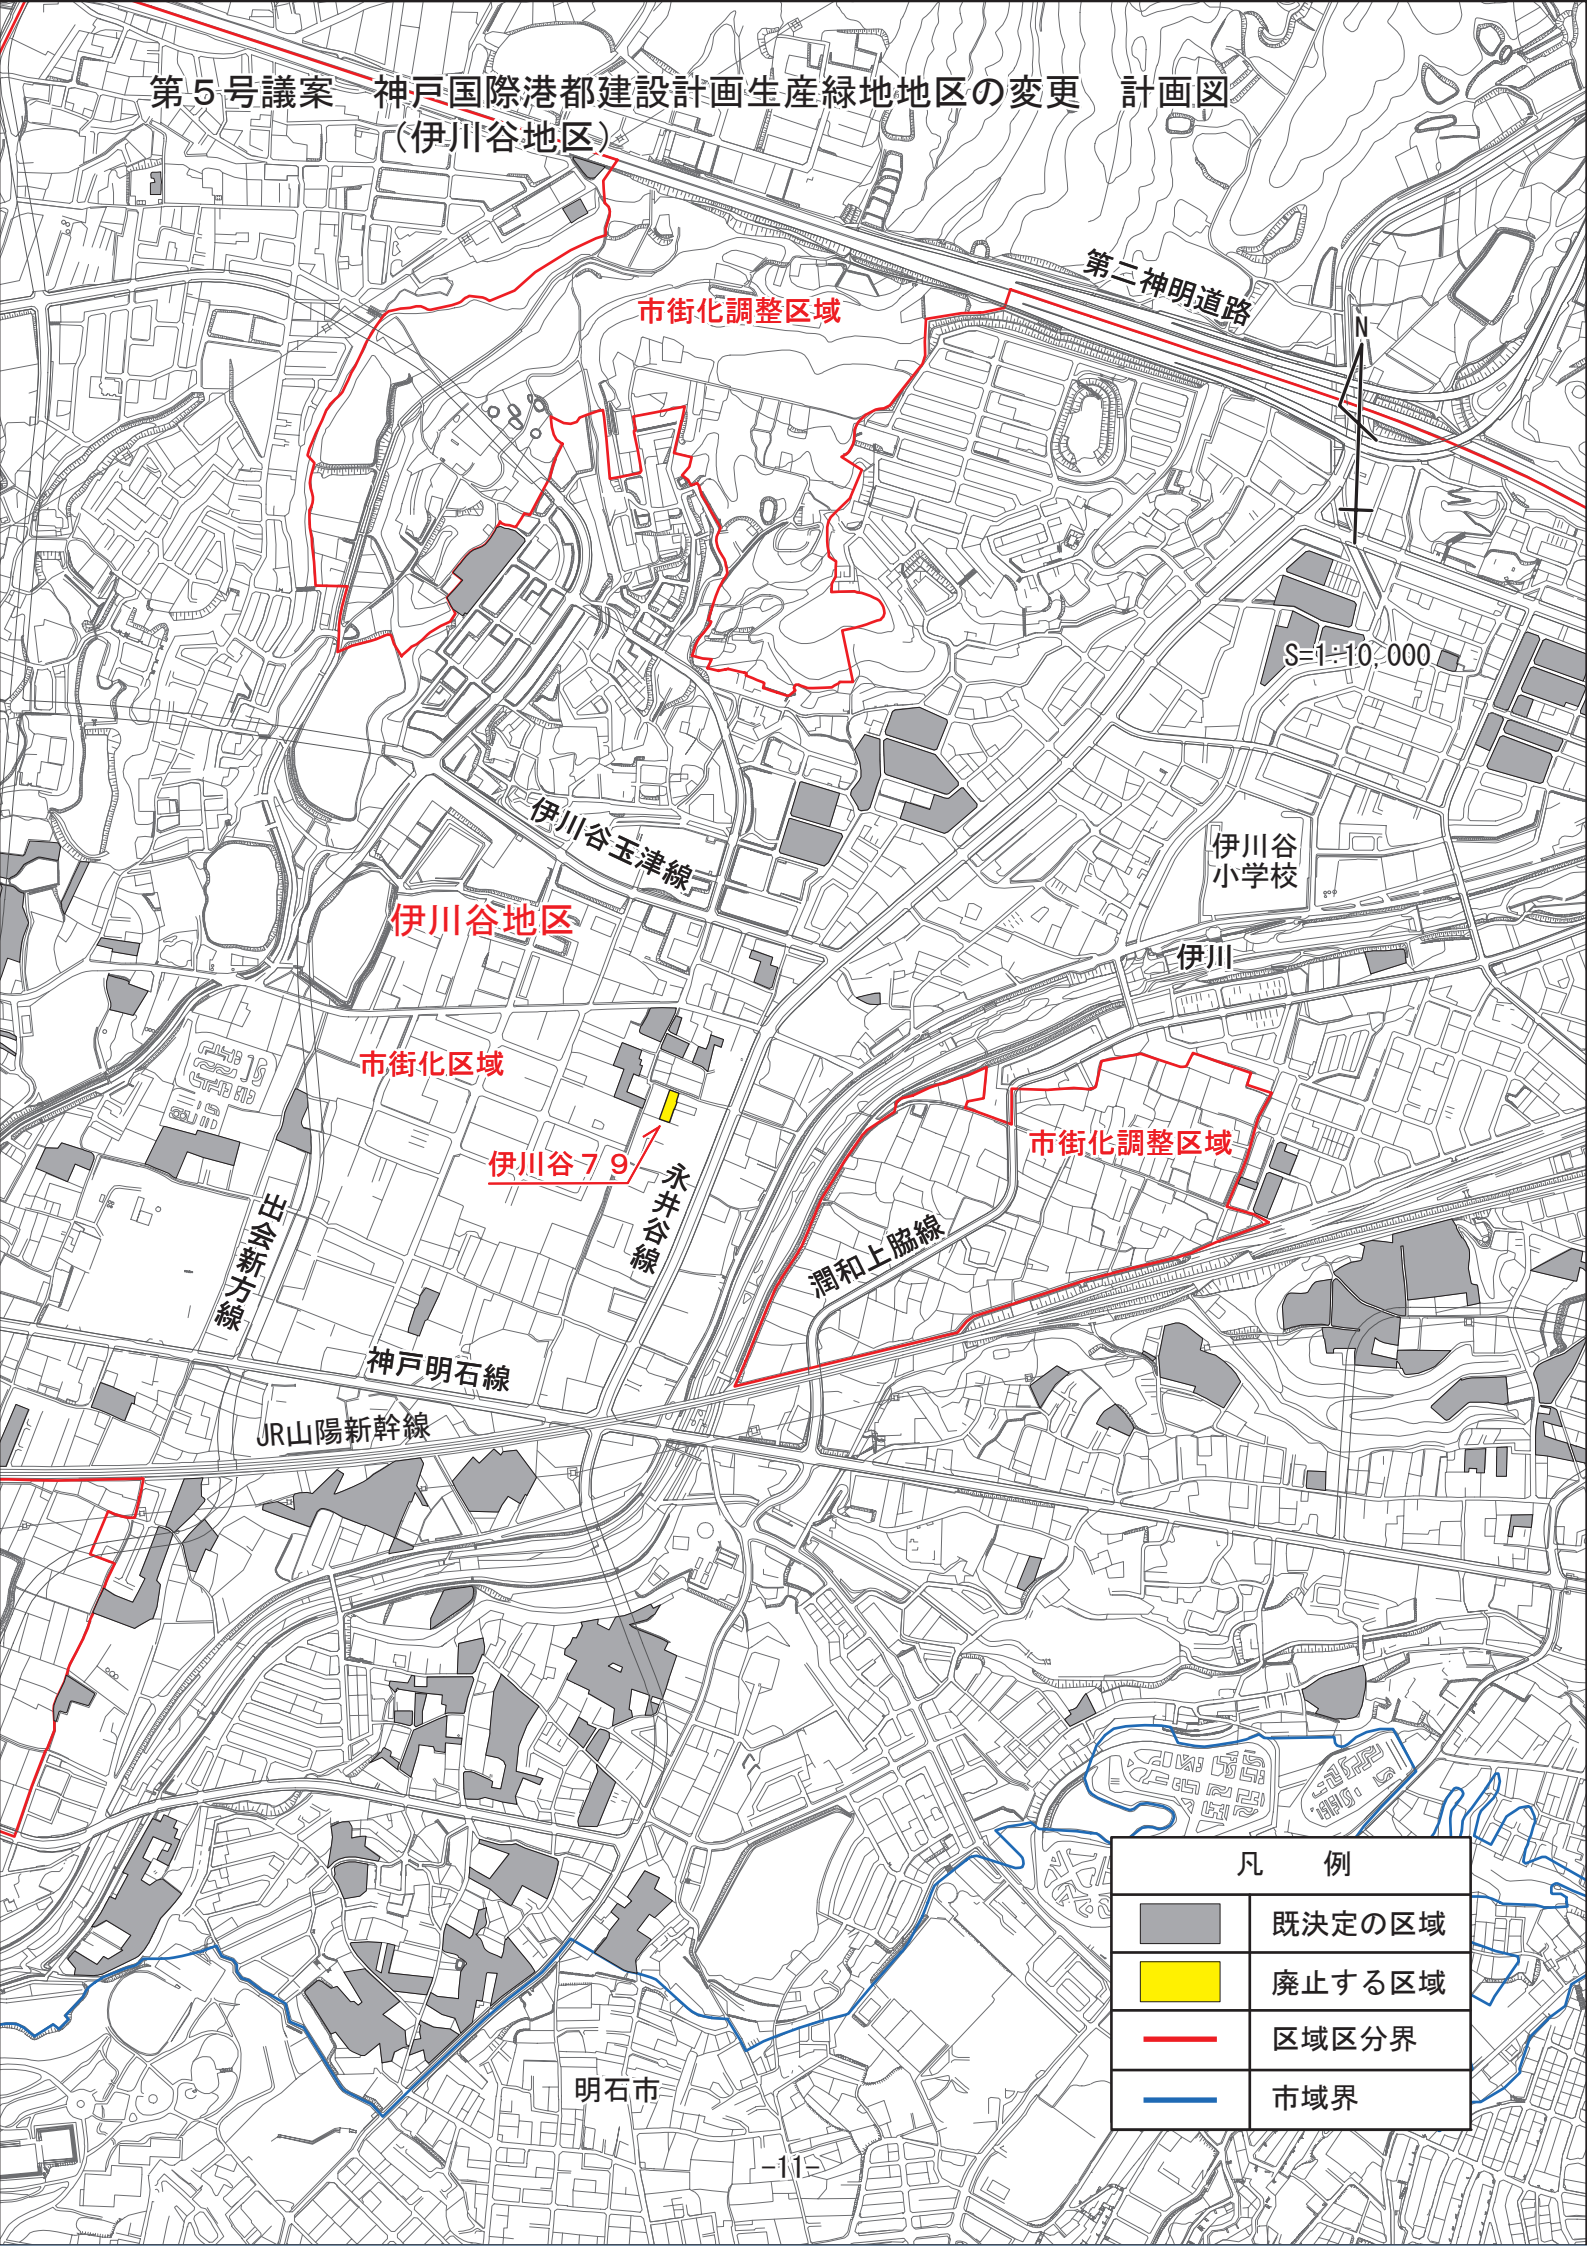 第５号議案　神戸国際港都建設計画生産緑地地区の変更　計画図
（伊川谷地区）
第二神明道路
市街化調整区域
N
S=1:10,000
伊川谷玉津線
伊川谷
小学校
伊川谷地区
伊川
市街化区域
市街化調整区域
伊川谷７９
永井谷線
出会新方線
潤和上脇線
神戸明石線
JR山陽新幹線
凡　例
既決定の区域
廃止する区域
区域区分界
市域界
明石市
-11-